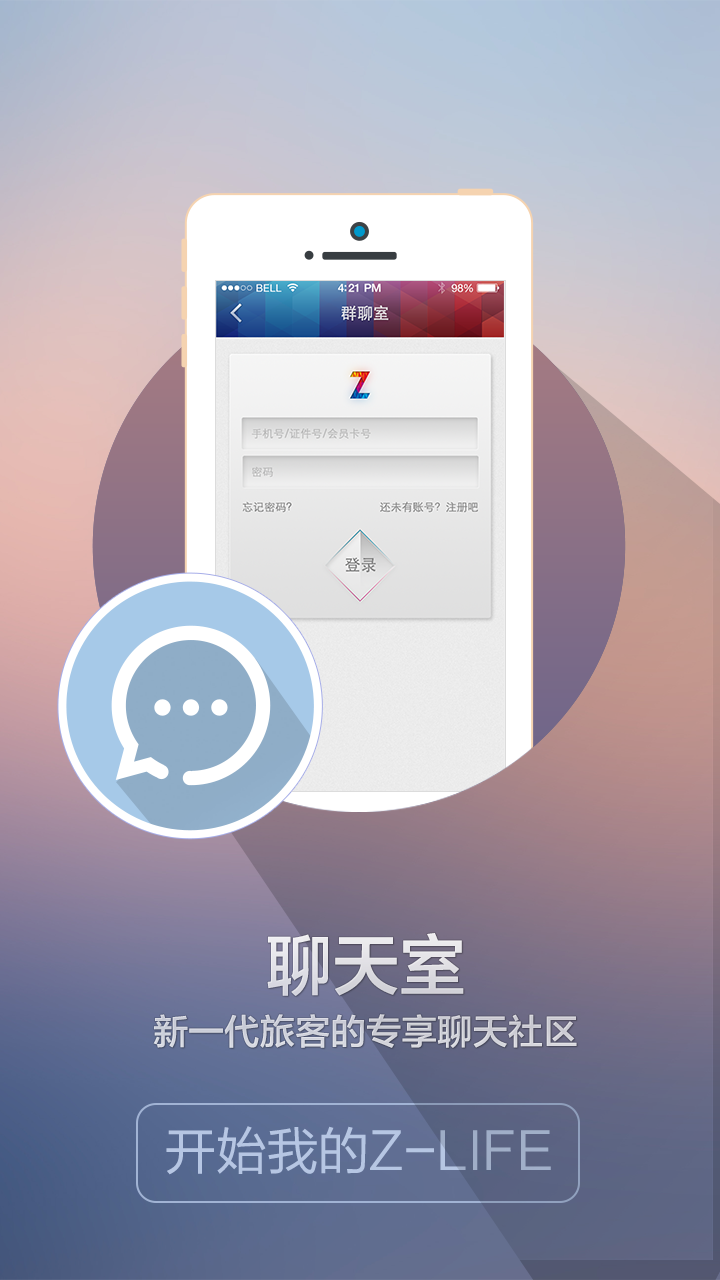 BELL 4:21 PM 98%
群聊室
Z
手机号/证件号/会员卡号
密码
忘记密码? 还未有账号? 注册吧
登录
聊天室
新一代旅客的专享聊天社区
开始我的Z-LIFE